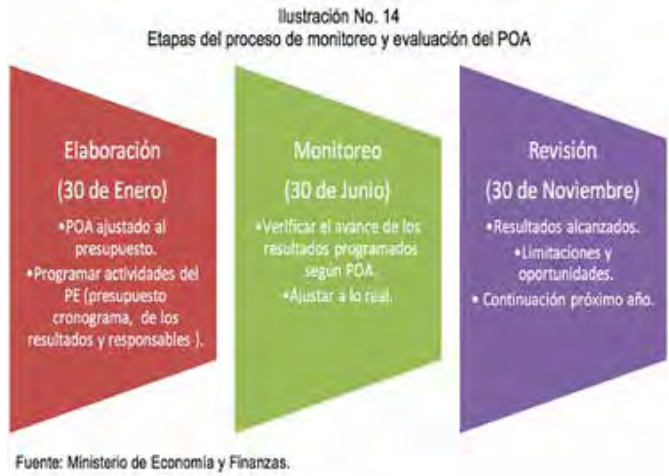 Ilustración No. 14
Etapas del proceso de monitoreo y evaluación del POA
Elaboración
(30 de Enero)
•POA ajustado al
presupuesto.
•Programar actividades del
PE (presupuesto
cronograma, de los
resultados y responsables ).
Monitoreo
(30 de Junio)
•Verificar el avance de los
resultados programados
según POA.
•Ajustar a lo real.
Revisión
(30 de Noviembre)
•Resultados alcanzados.
•Limitaciones y
oportunidades.
• Continuación próximo año.
Fuente: Ministerio de Economía y Finanzas.